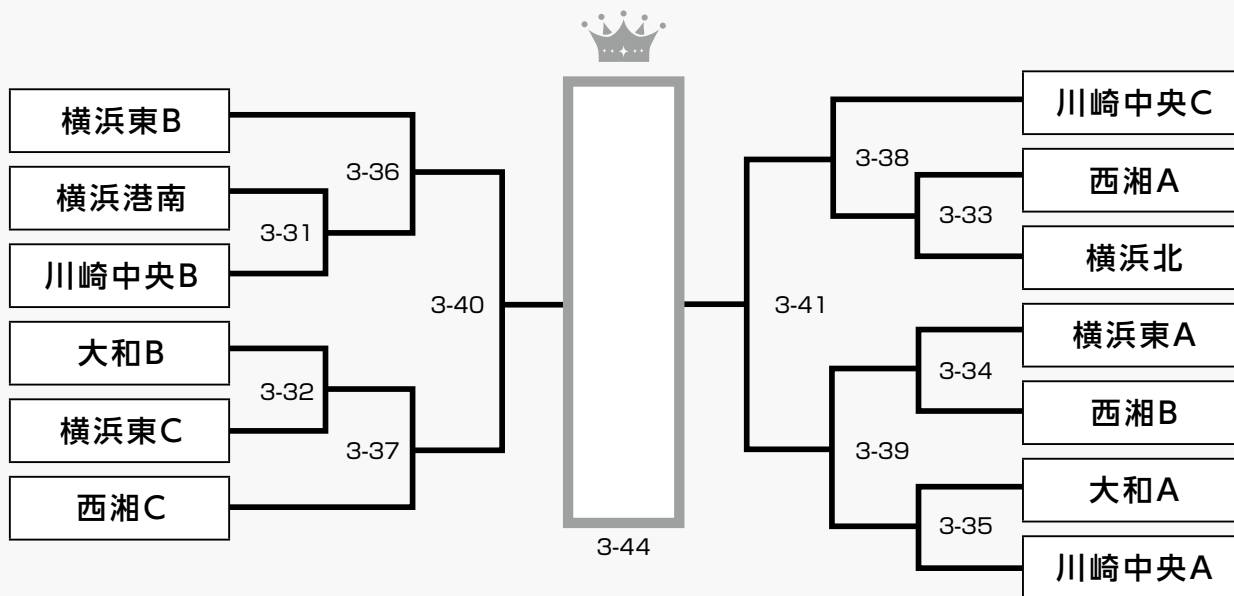 横浜東B
横浜港南
川崎中央B
大和B
横浜東C
西湘C
3-36
3-31
3-40
3-32
3-37
3-44
3-38
3-33
3-41
3-34
3-39
3-35
川崎中央C
西湘A
横浜北
横浜東A
西湘B
大和A
川崎中央A